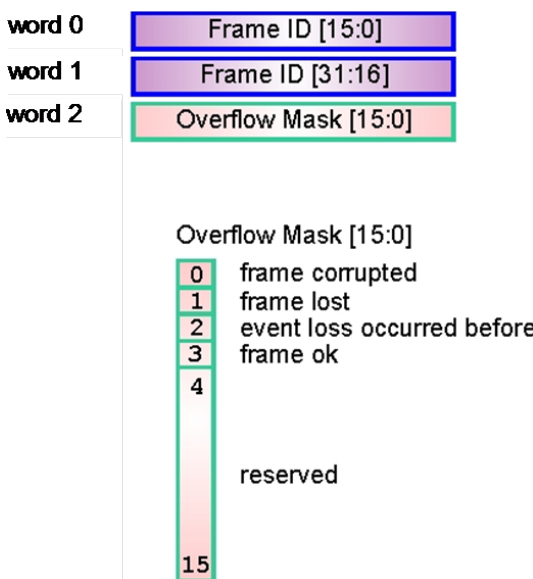 word 0 Frame ID [15:0]
word 1 Frame ID [31:16]
word 2 Overflow Mask [15:0]
Overflow Mask [15:0]
0 frame corrupted
1 frame lost
2 event loss occurred before
3 frame ok
4
reserved
15